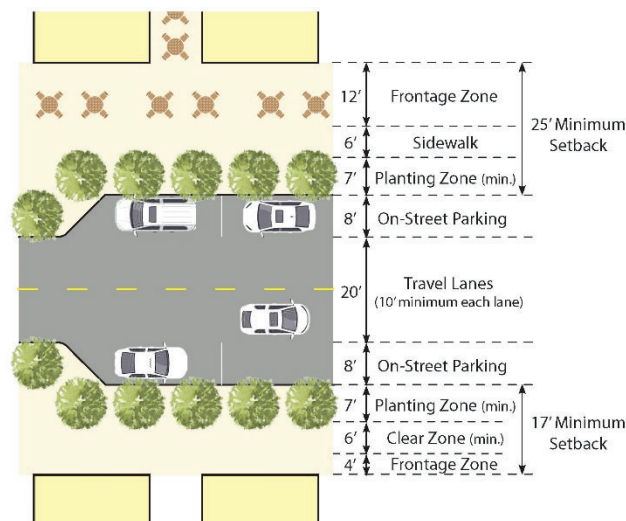 12' Frontage Zone
25' Minimum
Setback
6' Sidewalk
7' Planting Zone (min.)
8' On-Street Parking
20' Travel Lanes
(10' minimum each lane)
8' On-Street Parking
7' Planting Zone (min.)
17' Minimum
Setback
6' Clear Zone (min.)
4' Frontage Zone